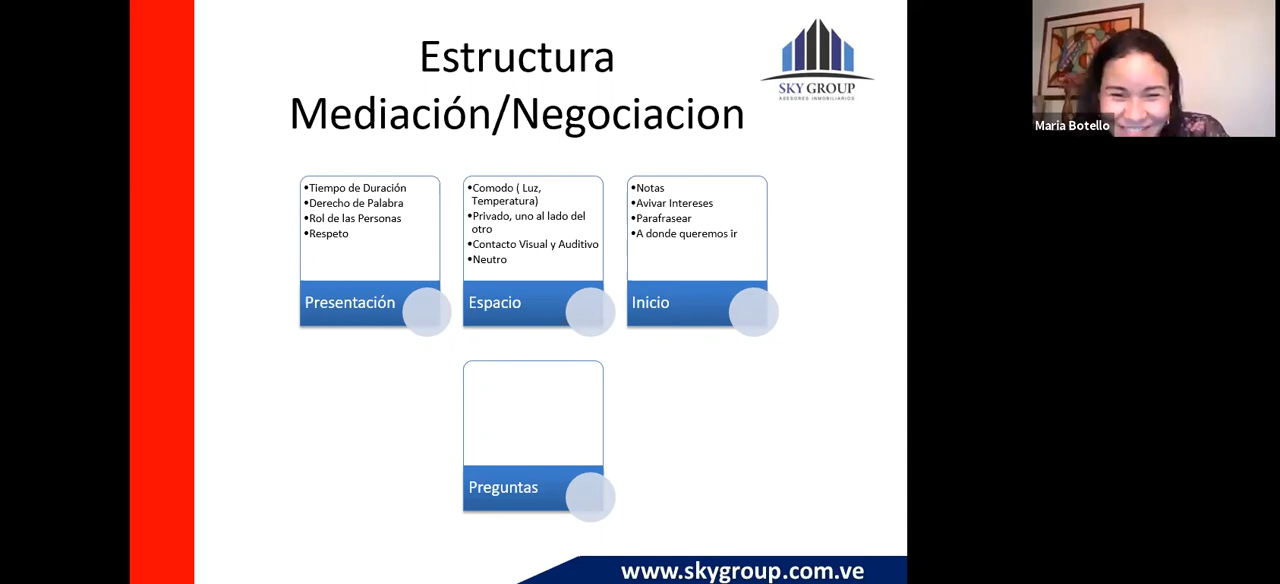 Estructura
Mediación/Negociacion
SKY GROUP
ASESORES INMOBILIARIOS
Maria Botello
•Tiempo de Duración
•Derecho de Palabra
•Rol de las Personas
•Respeto
Presentación
•Comodo ( Luz,
Temperatura)
•Privado, uno al lado del
otro
•Contacto Visual y Auditivo
•Neutro
Espacio
•Notas
•Avivar Intereses
•Parafrasear
•A donde queremos ir
Inicio
Preguntas
www.skygroup.com.ve